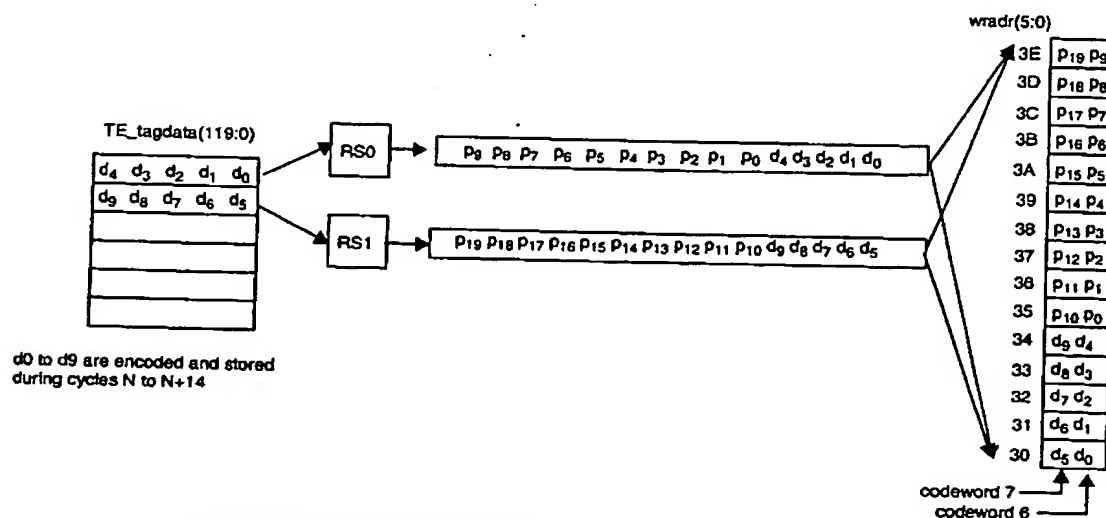 wradr(5:0)
TE_tagdata(119:0)
d4 d3 d2 d1 d0
d9 d8 d7 d6 d5
d0 to d9 are encoded and stored
during cycles N to N+14
RS0
RS1
p9 p8 p7 p6 p5 p4 p3 p2 p1 p0 d4 d3 d2 d1 d0
p19 p18 p17 p16 p15 p14 p13 p12 p11 p10 d9 d8 d7 d6 d5
3E p19 p9
3D p18 p8
3C p17 p7
3B p16 p6
3A p15 p5
39 p14 p4
38 p13 p3
37 p12 p2
36 p11 p1
35 p10 p0
34 d9 d4
33 d8 d3
32 d7 d2
31 d6 d1
30 d5 d0
codeword 7
codeword 6